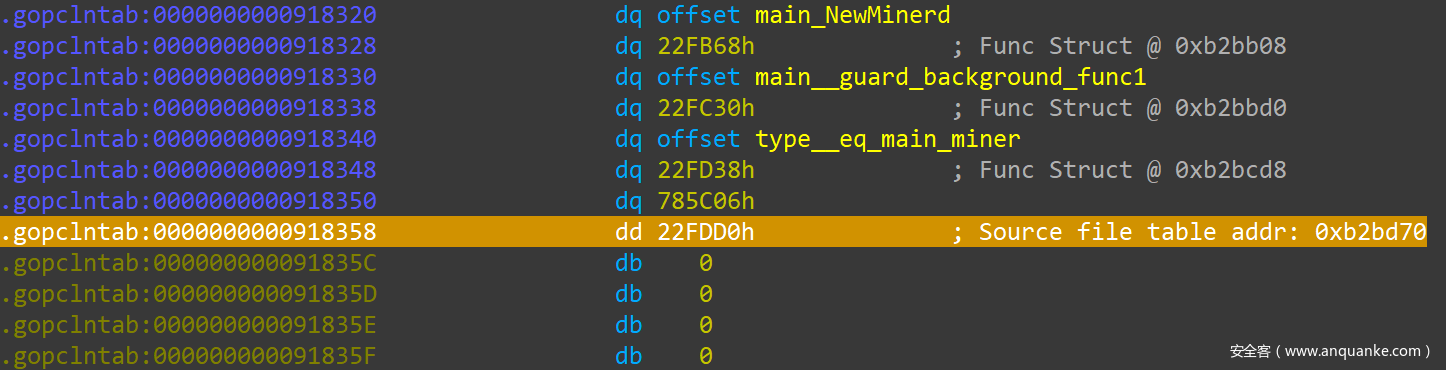 .gopclntab:0000000000918320 dq offset main_NewMinerd
.gopclntab:0000000000918328 dq 22FB68h ; Func Struct @ 0xb2bb08
.gopclntab:0000000000918330 dq offset main__guard_background_func1
.gopclntab:0000000000918338 dq 22FC30h ; Func Struct @ 0xb2bbd0
.gopclntab:0000000000918340 dq offset type__eq_main_miner
.gopclntab:0000000000918348 dq 22FD38h ; Func Struct @ 0xb2bcd8
.gopclntab:0000000000918350 dq 785C06h
.gopclntab:0000000000918358 dd 22FDD0h ; Source file table addr: 0xb2bd70
.gopclntab:000000000091835C db 0
.gopclntab:000000000091835D db 0
.gopclntab:000000000091835E db 0
.gopclntab:000000000091835F db 0
安全客（www.anquanke.com）